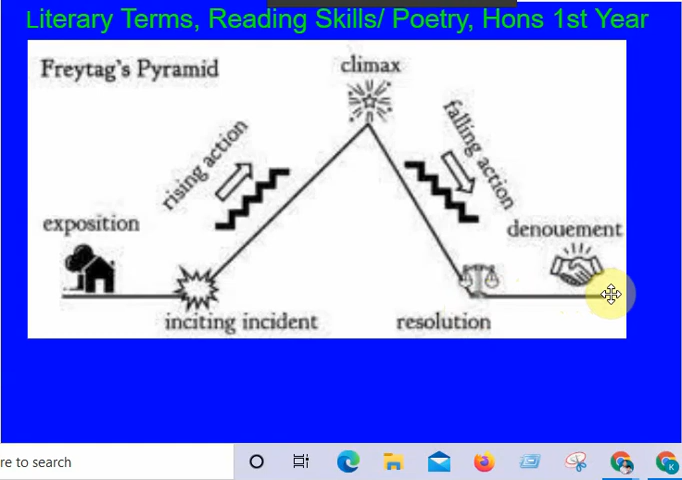 Literary Terms, Reading Skills/ Poetry, Hons 1st Year
Freytag's Pyramid
climax
rising action
falling action
exposition
denouement
inciting incident
resolution
re to search